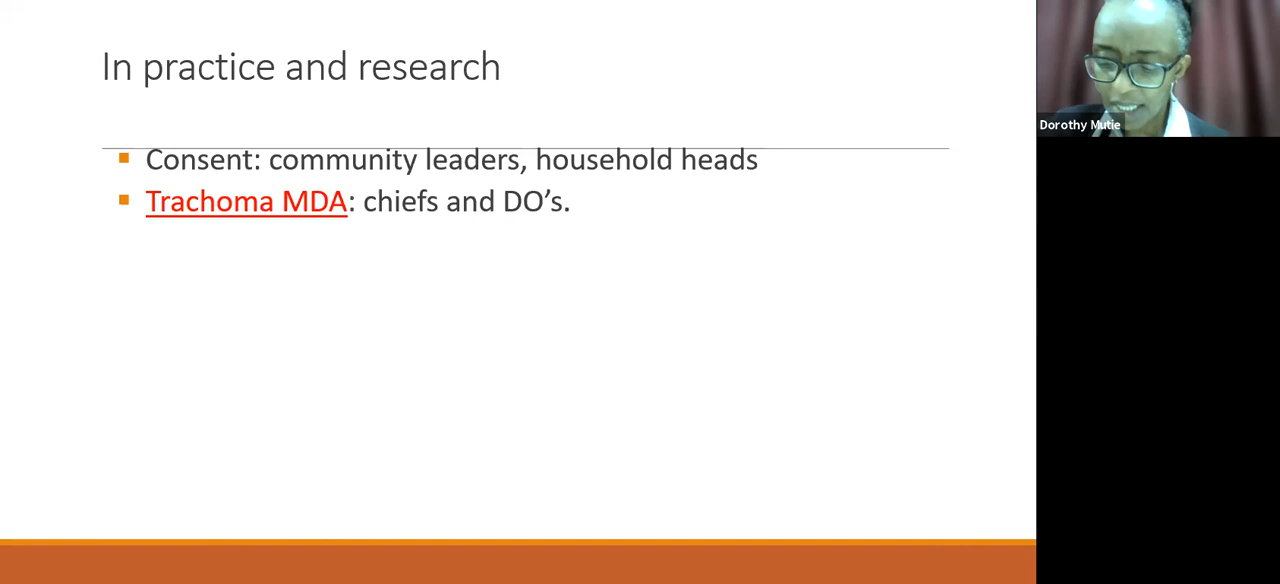 In practice and research
Consent: community leaders, household heads
Trachoma MDA: chiefs and DO’s.
Dorothy Mutie